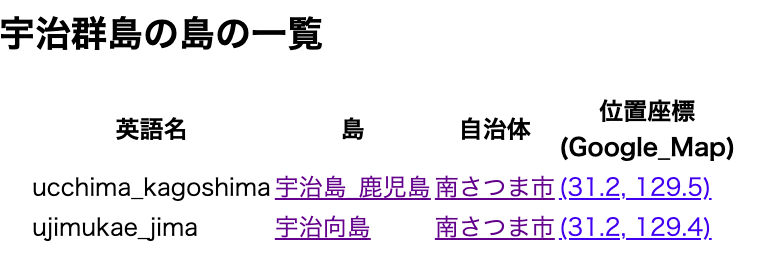 宇治群島の島の一覧
英語名 島 自治体 位置座標
(Google_Map)
ucchima_kagoshima 宇治島_鹿児島 南さつま市 (31.2, 129.5)
ujimukae_jima 宇治向島 南さつま市 (31.2, 129.4)